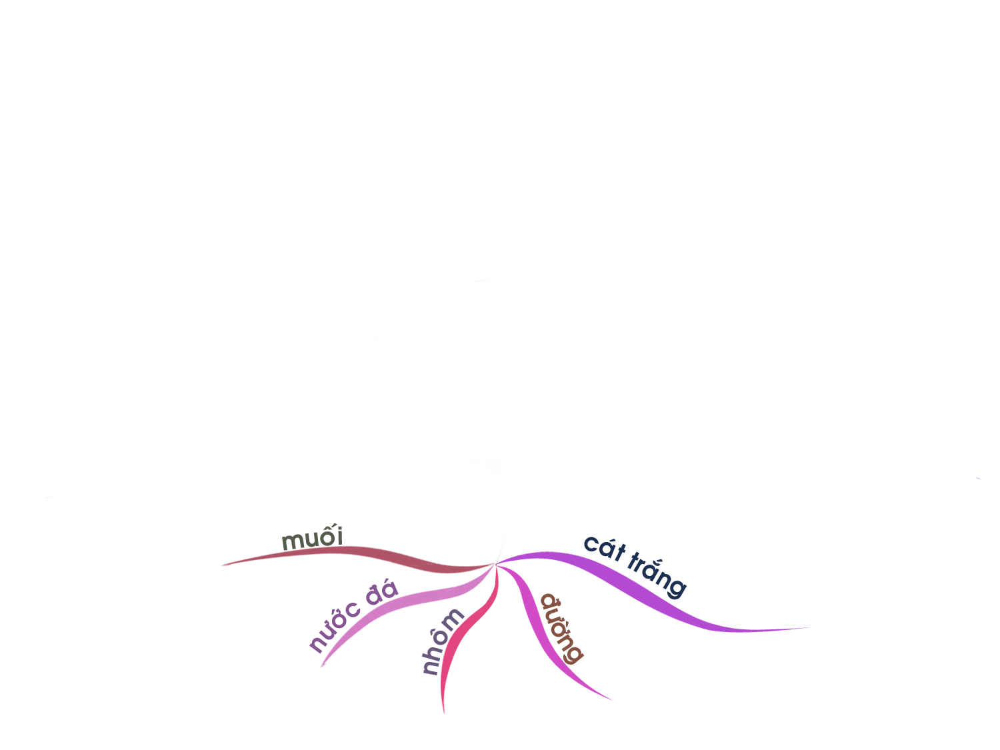 muối
nước đá
nhôm
đường
cát trắng